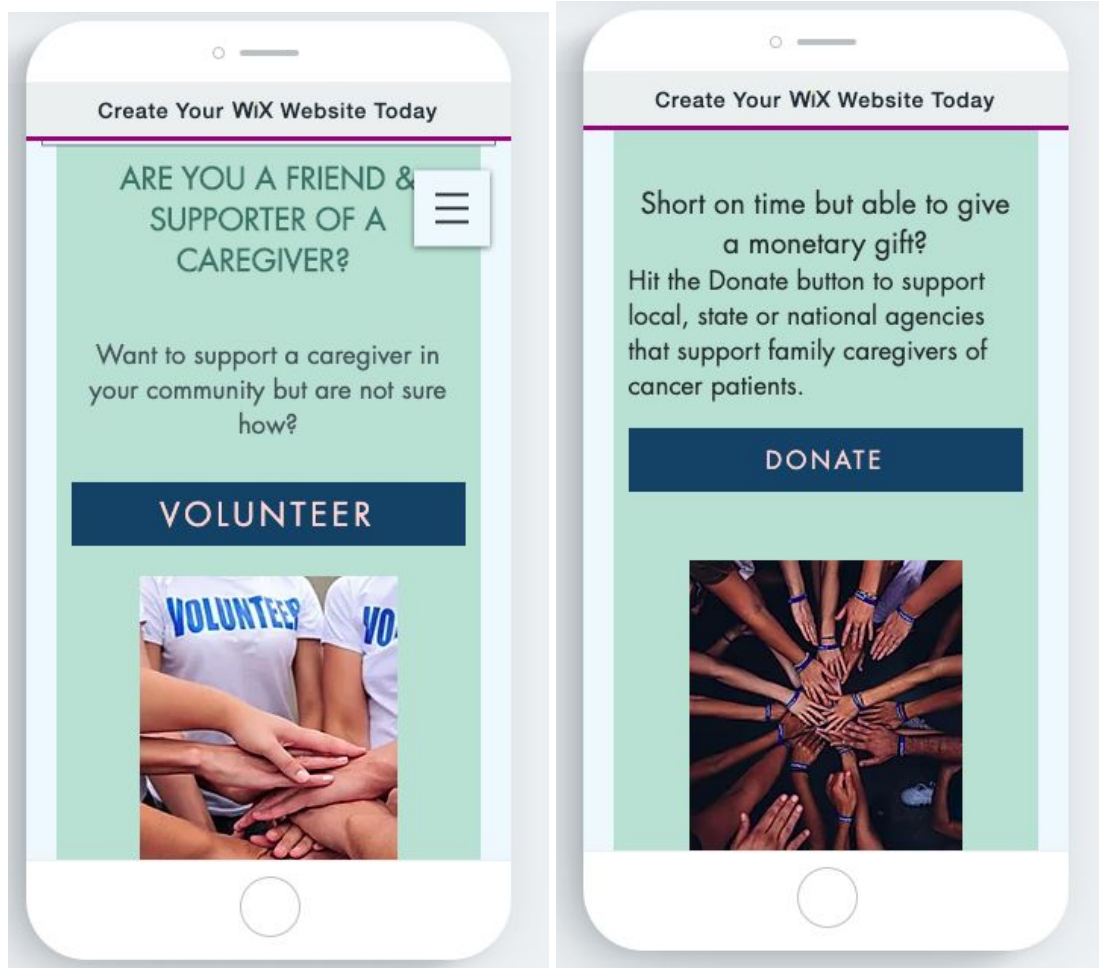 Create Your WiX Website Today
ARE YOU A FRIEND &
SUPPORTER OF A
CAREGIVER?
Want to support a caregiver in
your community but are not sure
how?
VOLUNTEER
VOLUNTEER
VO
Create Your WiX Website Today
Short on time but able to give
a monetary gift?
Hit the Donate button to support
local, state or national agencies
that support family caregivers of
cancer patients.
DONATE